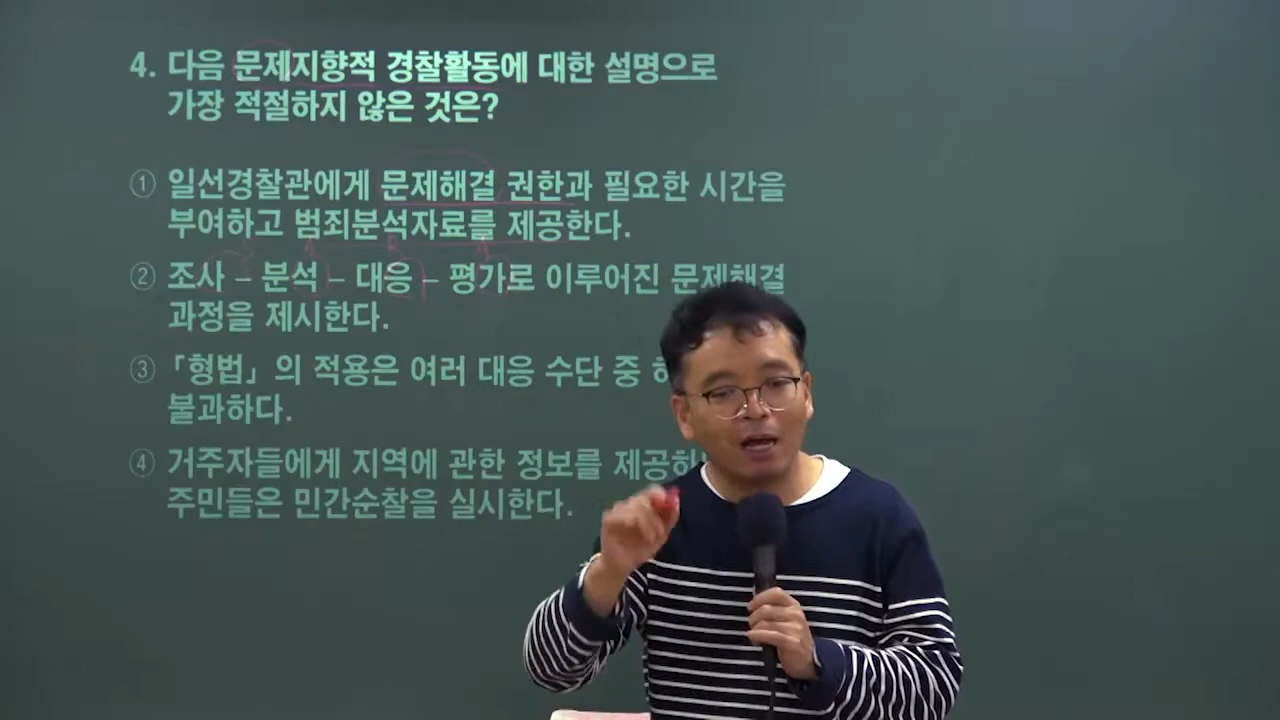 4. 다음 문제지향적 경찰활동에 대한 설명으로
가장 적절하지 않은 것은?
① 일선경찰관에게 문제해결 권한과 필요한 시간을
부여하고 범죄분석자료를 제공한다.
② 조사 – 분석 – 대응 – 평가로 이루어진 문제해결
과정을 제시한다.
③ 「형법」의 적용은 여러 대응 수단 중
불과하다.
④ 거주자들에게 지역에 관한 정보를
주민들은 민간순찰을 실시한다.